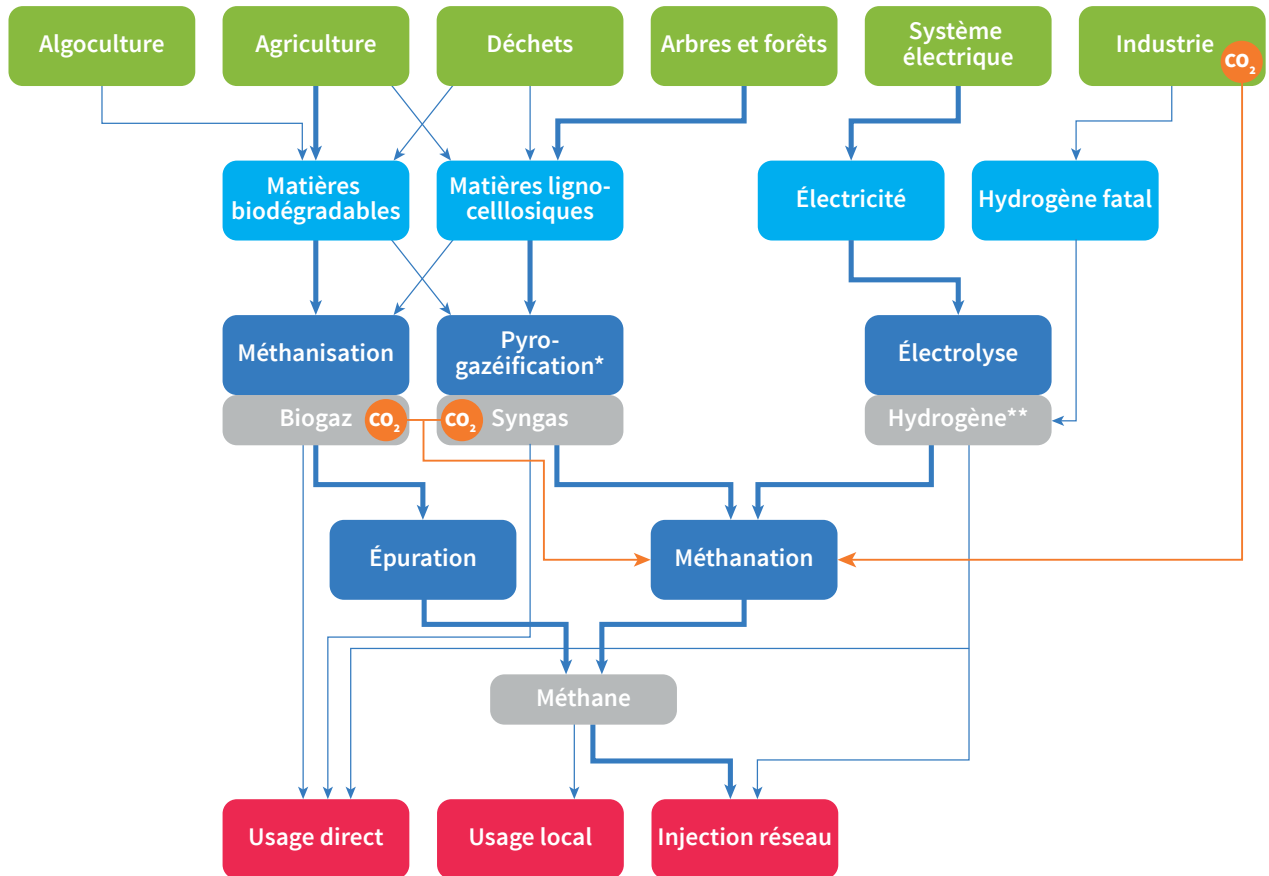 Algoculture
Agriculture
Déchets
Arbres et forêts
Système
électrique
Industrie
CO₂
Matières
biodégradables
Matières ligno-
celllosiques
Électricité
Hydrogène fatal
Méthanisation
Pyro-
gazéification*
Électrolyse
Biogaz
CO₂
CO₂
Syngas
Hydrogène**
Épuration
Méthanation
Méthane
Usage direct
Usage local
Injection réseau